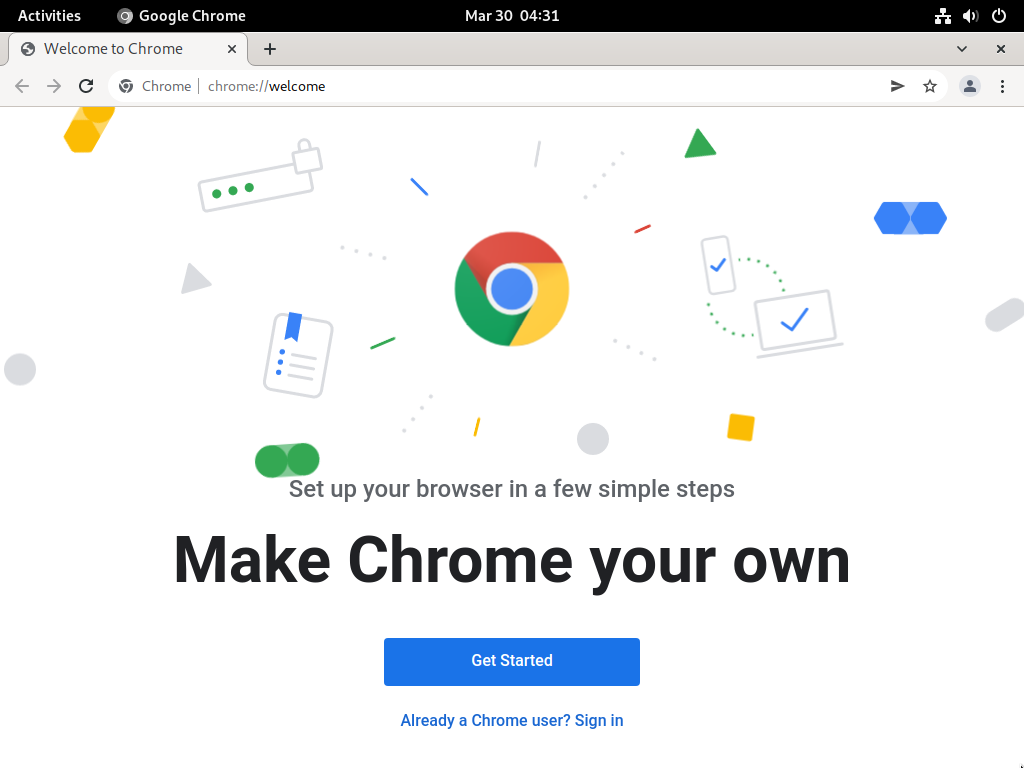 Activities Google Chrome Mar 30 04:31
Welcome to Chrome
Chrome chrome://welcome
Set up your browser in a few simple steps
Make Chrome your own
Get Started
Already a Chrome user? Sign in